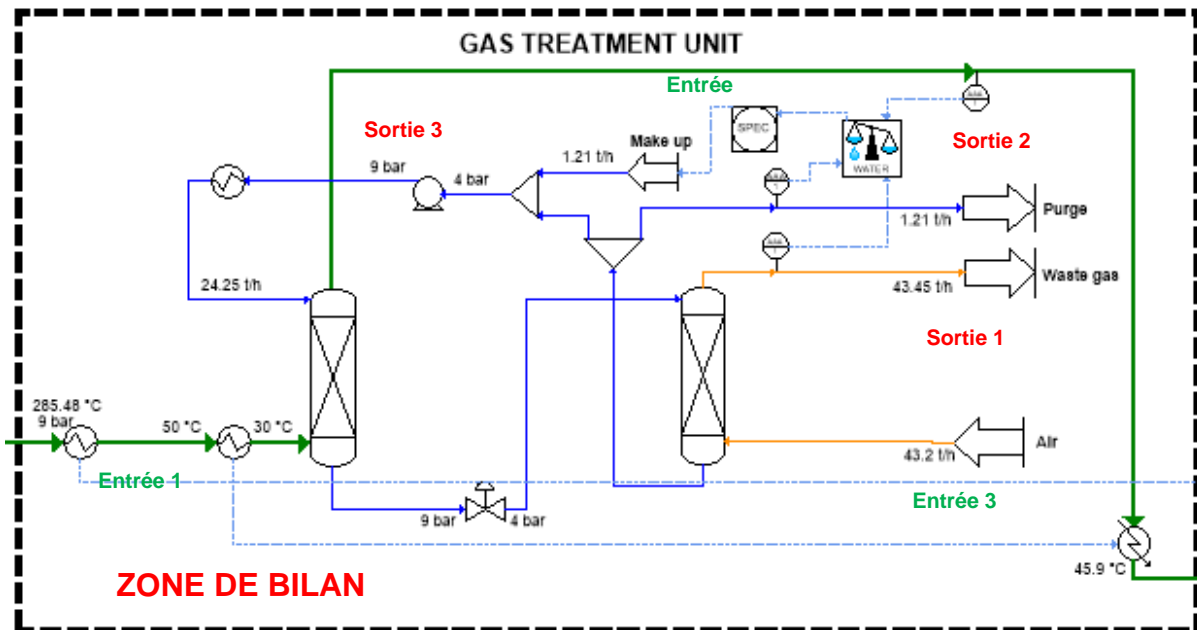 GAS TREATMENT UNIT
Entrée
Sortie 3
SPEC
Make up
Sortie 2
1.21 t/h
WATER
9 bar
4 bar
Purge
1.21 t/h
24.25 t/h
Waste gas
43.45 t/h
Sortie 1
285.48 °C
9 bar
50 °C
30 °C
Air
43.2 t/h
Entrée 1
Entrée 3
9 bar
4 bar
45.9 °C
ZONE DE BILAN